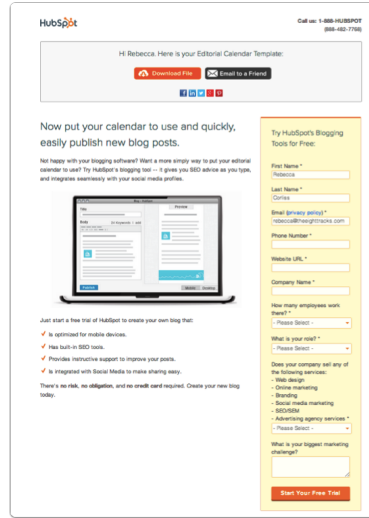 HubSpot
Call us: 1-888-HUBSPOT
(888-482-7768)
Hi Rebecca. Here is your Editorial Calendar Template:
Download File
Email to a Friend
Now put your calendar to use and quickly,
easily publish new blog posts.
Not happy with your blogging software? Want a more simply way to put your editorial
calendar to use? Try HubSpot's blogging tool — it gives you SEO advice as you type,
and integrates seamlessly with your social media profiles.
Title
Body
Preview
Just start a free trial of HubSpot to create your own blog that:
Is optimized for mobile devices.
Has built-in SEO tools.
Provides instructive support to improve your posts.
Is integrated with Social Media to make sharing easy.
There's no risk, no obligation, and no credit card required. Create your new blog
today.
Try HubSpot's Blogging
Tools for Free:
First Name *
Rebecca
Last Name *
Corliss
Email (privacy policy) *
Phone Number *
Website URL *
Company Name *
How many employees work
there? *
- Please Select -
What is your role? *
- Please Select -
Does your company sell any of
the following services:
- Web design
- Online marketing
- Branding
- Social media marketing
- SEO/SEM
- Advertising agency services *
- Please Select -
What is your biggest marketing
challenge?
Start Your Free Trial